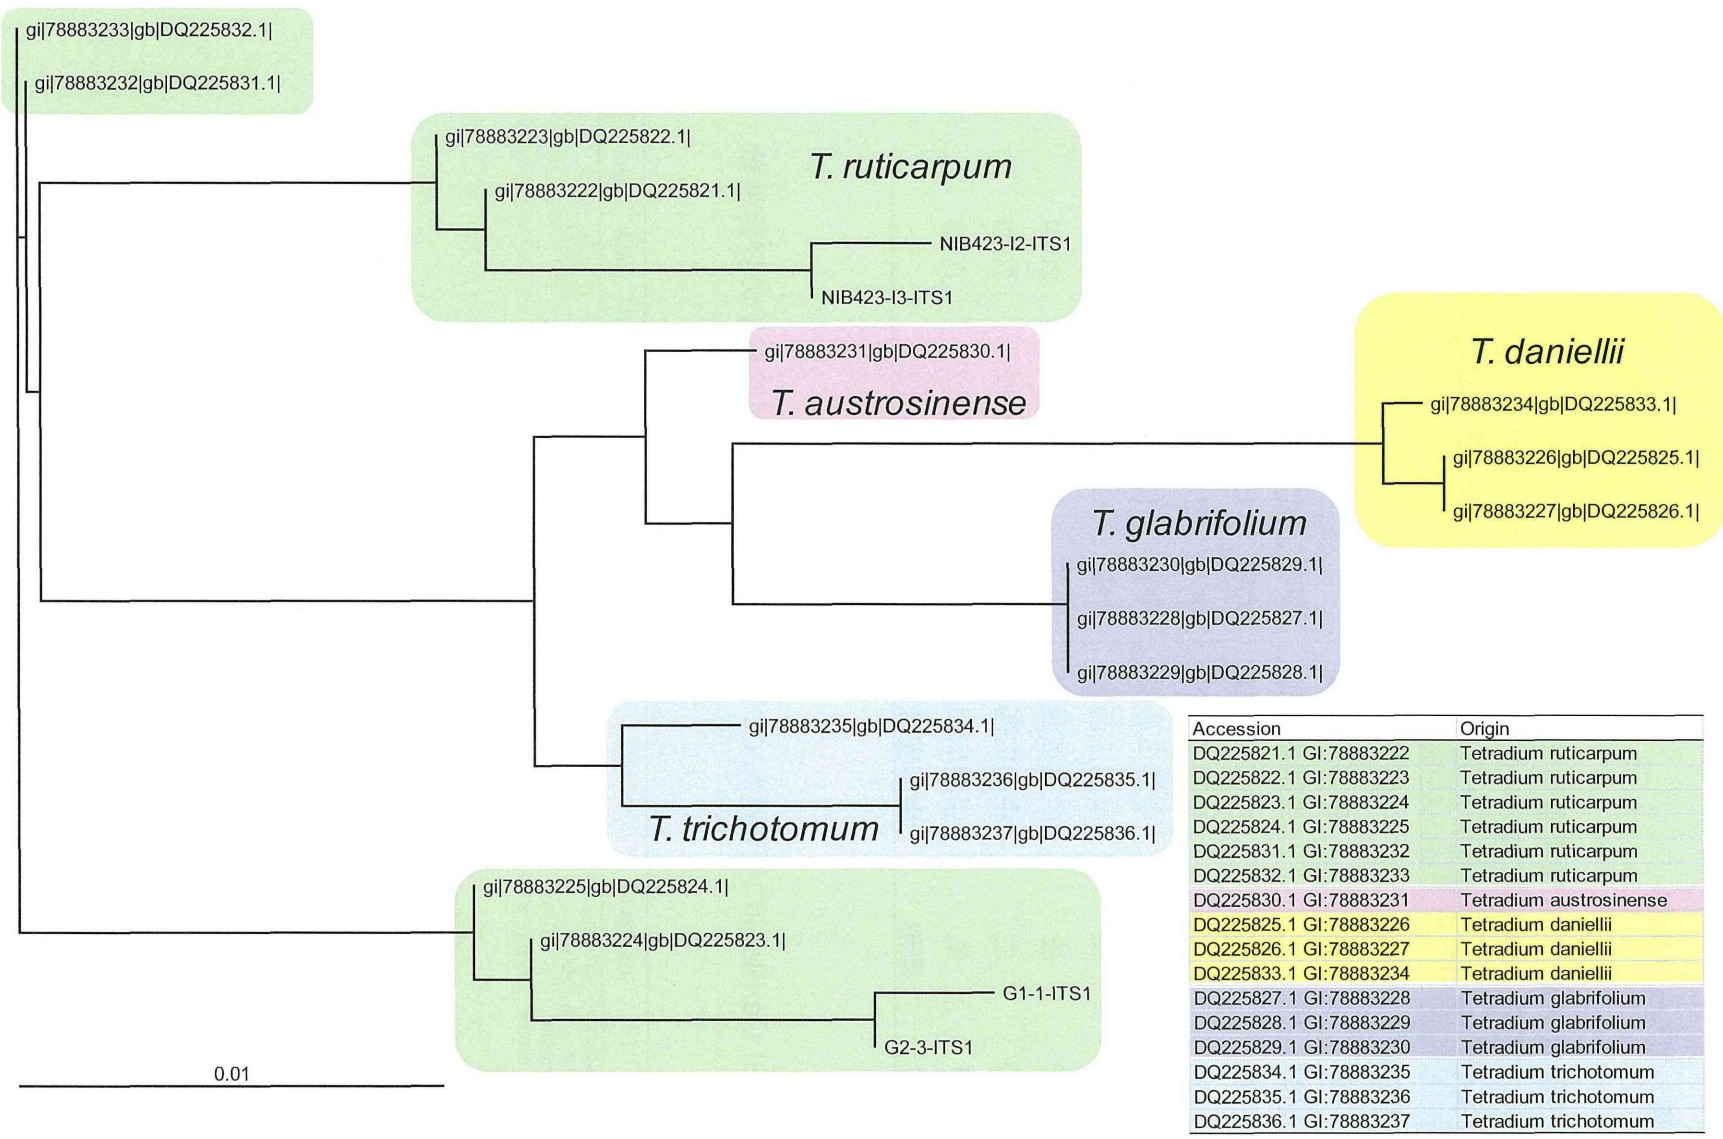 gi|78883233|gb|DQ225832.1|
gi|78883232|gb|DQ225831.1|
gi|78883223|gb|DQ225822.1|
T. ruticarpum
gi|78883222|gb|DQ225821.1|
NIB423-I2-ITS1
NIB423-I3-ITS1
gi|78883231|gb|DQ225830.1|
T. austrosinense
T. daniellii
gi|78883234|gb|DQ225833.1|
gi|78883226|gb|DQ225825.1|
gi|78883227|gb|DQ225826.1|
T. glabrifolium
gi|78883230|gb|DQ225829.1|
gi|78883228|gb|DQ225827.1|
gi|78883229|gb|DQ225828.1|
gi|78883235|gb|DQ225834.1|
gi|78883236|gb|DQ225835.1|
T. trichotomum
gi|78883237|gb|DQ225836.1|
gi|78883225|gb|DQ225824.1|
gi|78883224|gb|DQ225823.1|
G1-1-ITS1
G2-3-ITS1
0.01
Accession Origin
DQ225821.1 GI:78883222 Tetradium ruticarpum
DQ225822.1 GI:78883223 Tetradium ruticarpum
DQ225823.1 GI:78883224 Tetradium ruticarpum
DQ225824.1 GI:78883225 Tetradium ruticarpum
DQ225831.1 GI:78883232 Tetradium ruticarpum
DQ225832.1 GI:78883233 Tetradium ruticarpum
DQ225830.1 GI:78883231 Tetradium austrosinense
DQ225825.1 GI:78883226 Tetradium daniellii
DQ225826.1 GI:78883227 Tetradium daniellii
DQ225833.1 GI:78883234 Tetradium daniellii
DQ225827.1 GI:78883228 Tetradium glabrifolium
DQ225828.1 GI:78883229 Tetradium glabrifolium
DQ225829.1 GI:78883230 Tetradium glabrifolium
DQ225834.1 GI:78883235 Tetradium trichotomum
DQ225835.1 GI:78883236 Tetradium trichotomum
DQ225836.1 GI:78883237 Tetradium trichotomum